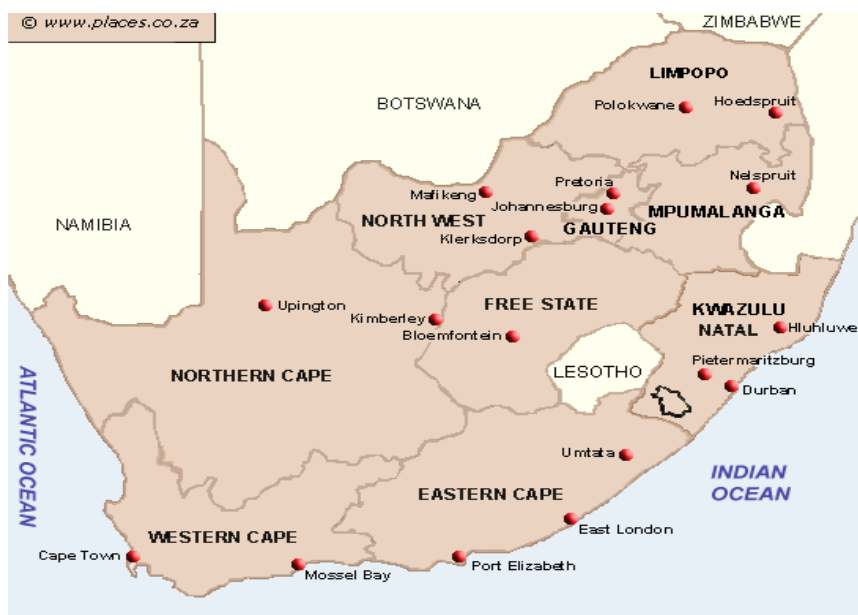 © www.places.co.za
ZIMBABWE
LIMPOPO
BOTSWANA
Polokwane
Hoedspruit
Nelspruit
Pretoria
Mafikeng
Johannesburg
MPUMALANGA
NORTH WEST
NAMIBIA
GAUTENG
Klerksdorp
Upington
FREE STATE
KWAZULU
NATAL
Kimberley
Hluhluwe
Bloemfontein
Pietermaritzburg
LESOTHO
NORTHERN CAPE
Durban
ATLANTIC OCEAN
Umtata
INDIAN
OCEAN
EASTERN CAPE
East London
WESTERN CAPE
Cape Town
Port Elizabeth
Mossel Bay